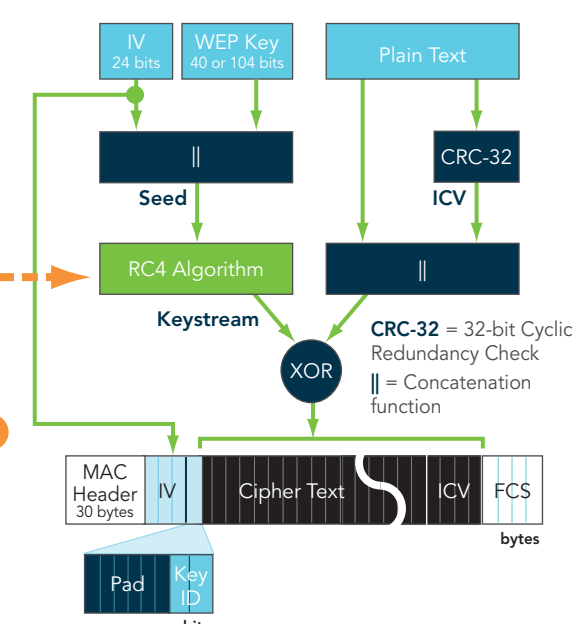 IV
24 bits
WEP Key
40 or 104 bits
Plain Text
||
CRC-32
Seed
ICV
RC4 Algorithm
||
Keystream
XOR
CRC-32 = 32-bit Cyclic
Redundancy Check
|| = Concatenation
function
MAC
Header
30 bytes
IV
Cipher Text
ICV
FCS
bytes
Pad
Key
ID